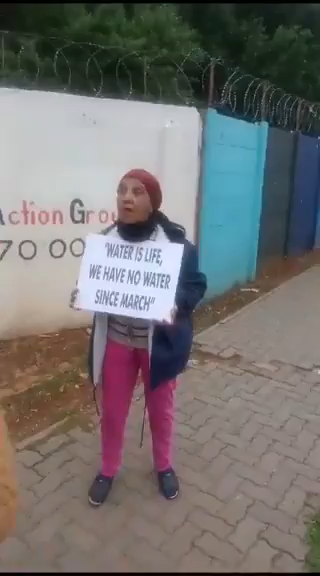 Action Gro
70 00
"WATER IS LIFE,
WE HAVE NO WATER
SINCE MARCH"